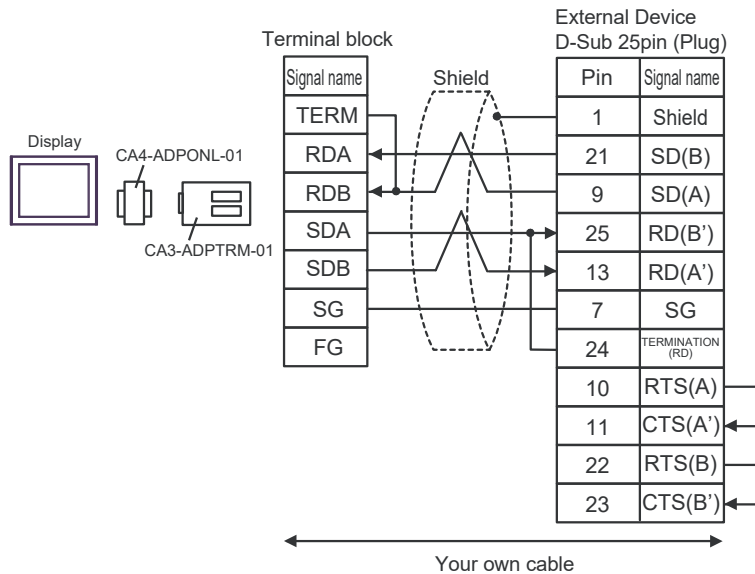 External Device
Terminal block
D-Sub 25pin (Plug)
Signal name
Shield
Pin
Signal name
TERM
1
Shield
Display
CA4-ADPONL-01
RDA
21
SD(B)
RDB
9
SD(A)
SDA
25
RD(B’)
CA3-ADPTRM-01
SDB
13
RD(A’)
SG
7
SG
FG
24
TERMINATION
(RD)
10
RTS(A)
11
CTS(A’)
22
RTS(B)
23
CTS(B’)
Your own cable